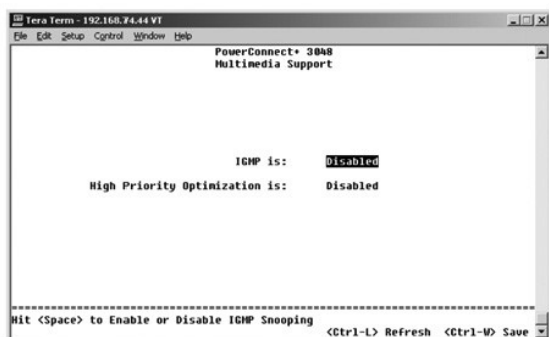 Tera Term - 192.168.74.44 VT
File Edit Setup Control Window Help
PowerConnect+ 3048
Multimedia Support
IGMP is: Disabled
High Priority Optimization is: Disabled
Hit <Space> to Enable or Disable IGMP Snooping
<Ctrl-L> Refresh <Ctrl-W> Save